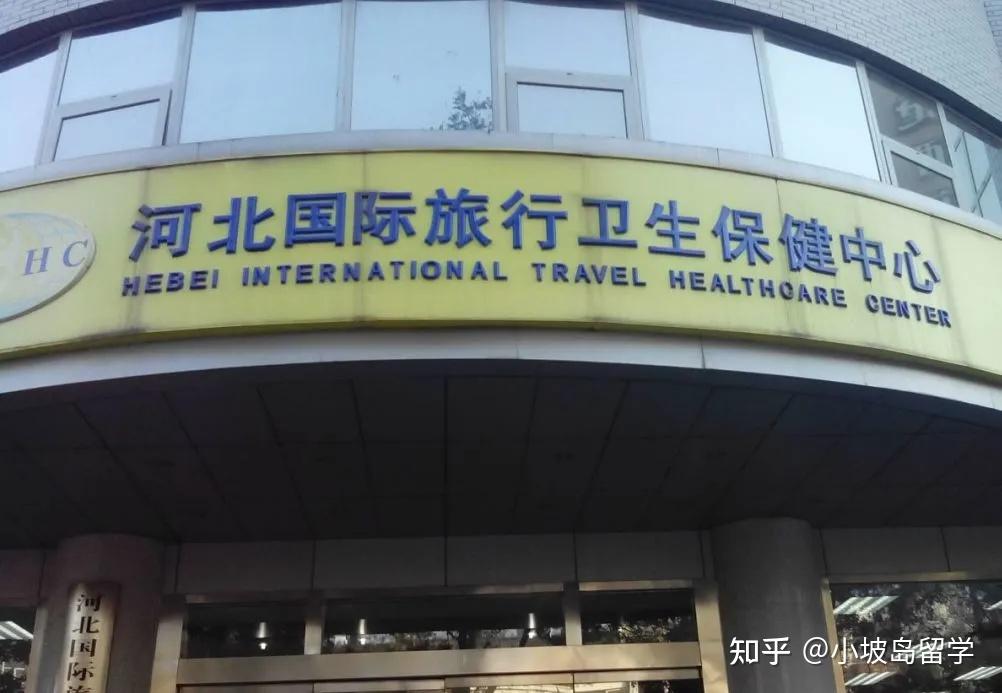 河北国际旅行卫生保健中心
HEBEI INTERNATIONAL TRAVEL HEALTHCARE CENTER
HC
河北国际旅
知乎 @小坡岛留学